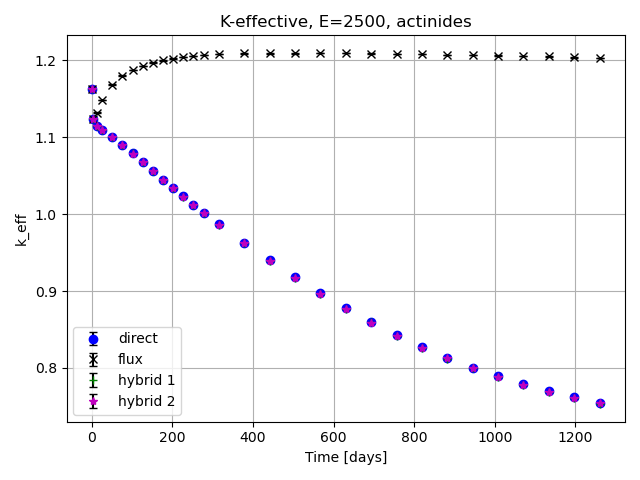 K-effective, E=2500, actinides
1.2
1.1
1.0
0.9
0.8
k_eff
direct
flux
hybrid 1
hybrid 2
0
200
400
600
800
1000
1200
Time [days]